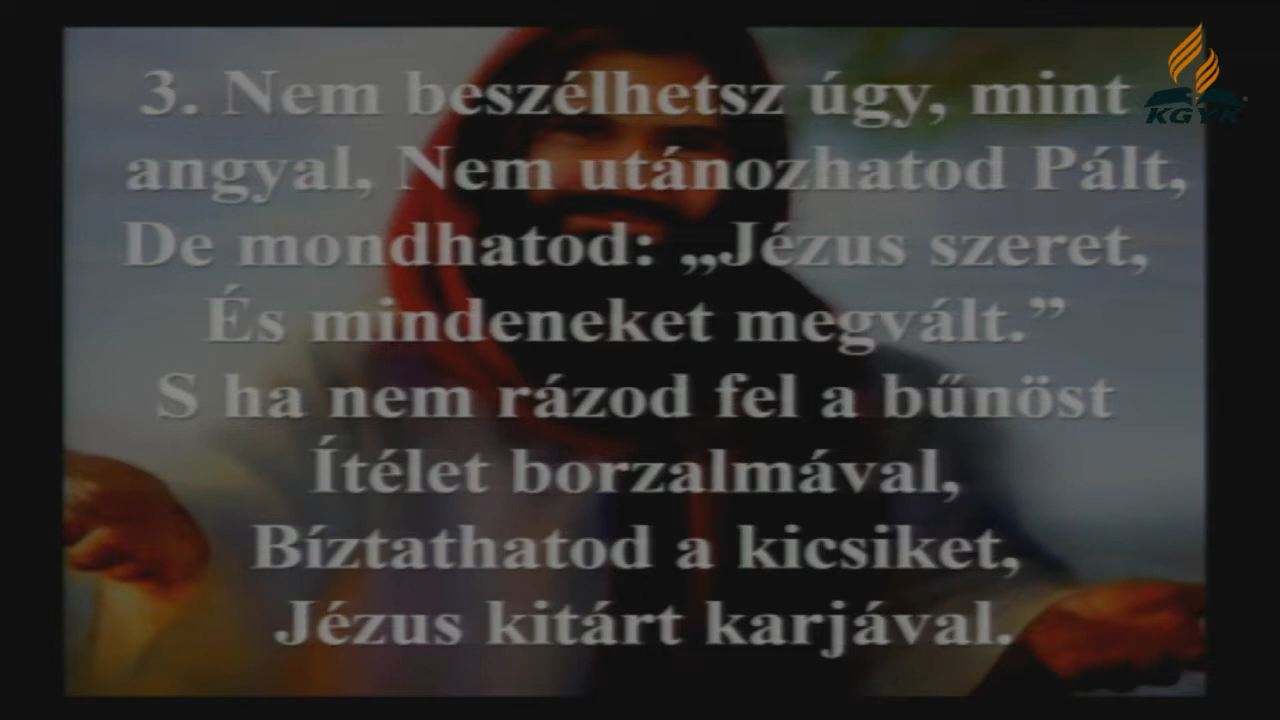 3. Nem beszélhetsz úgy, mint
angyal, Nem utánozhatod Pált,
De mondhatod: „Jézus szeret,
És mindeneket megvált.”
S ha nem rázod fel a bűnöst
Ítélet borzalmával,
Bíztathatod a kicsiket,
Jézus kitárt karjával.
KGYK